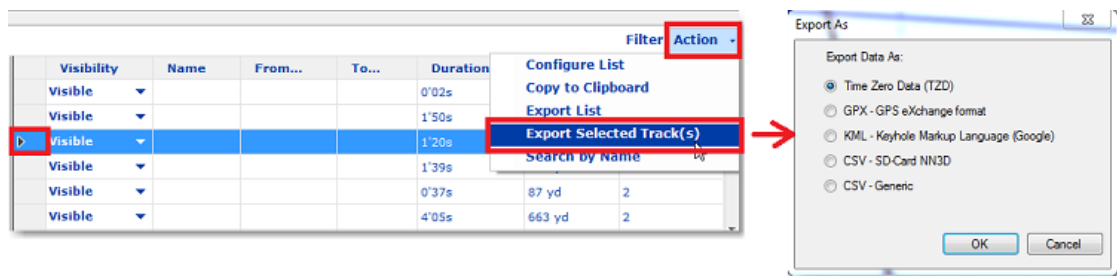 Filter Action
Visibility Name From... To... Duration
Visible 0'02s
Visible 1'50s
Visible 1'20s
Visible 1'39s
Visible 0'37s 87 yd 2
Visible 4'05s 663 yd 2
Configure List
Copy to Clipboard
Export List
Export Selected Track(s)
Search by Name
Export As
Export Data As:
Time Zero Data (TZD)
GPX - GPS eXchange format
KML - Keyhole Markup Language (Google)
CSV - SD-Card NN3D
CSV - Generic
OK Cancel